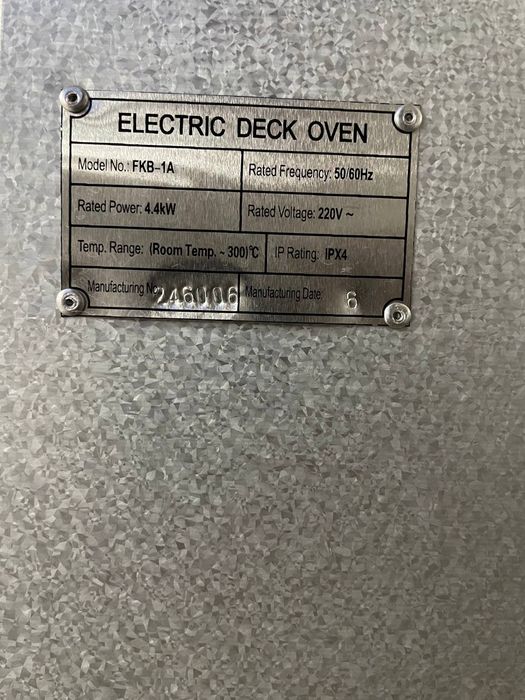 ELECTRIC DECK OVEN
Model No.: FKB-1A Rated Frequency: 50/60Hz
Rated Power: 4.4kW Rated Voltage: 220V ~
Temp. Range: (Room Temp. ~ 300)℃ IP Rating: IPX4
Manufacturing No. 246006 Manufacturing Date: 6